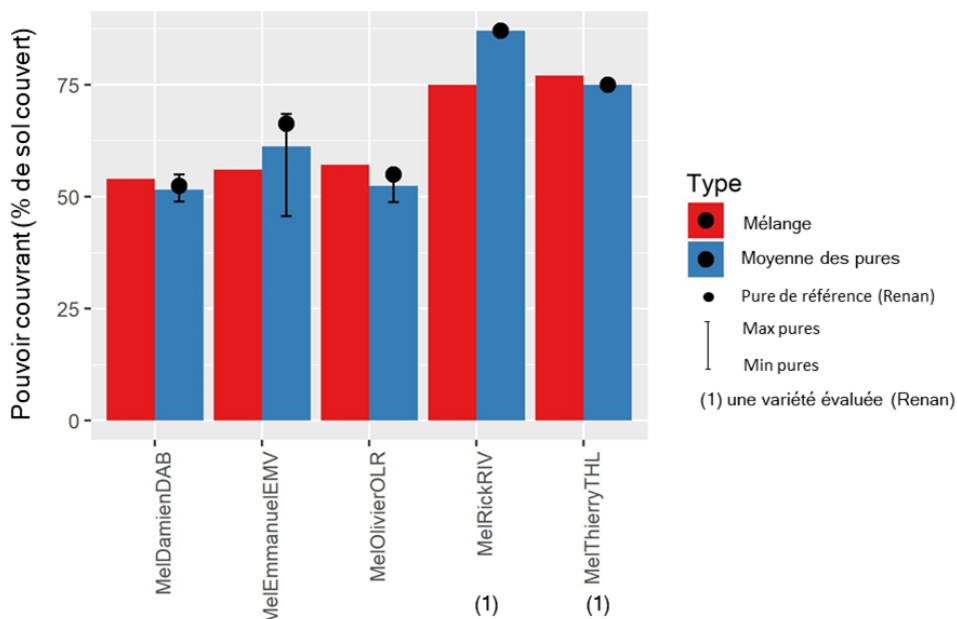 Pouvoir couvrant (% de sol couvert)
75
50
25
0
MelDamienDAB
MelEmmanuelEMV
MelOlivierOLR
MelRickRIV
MelThierryTHL
(1)
(1)
Type
Mélange
Moyenne des pures
Pure de référence (Renan)
Max pures
Min pures
(1) une variété évaluée (Renan)